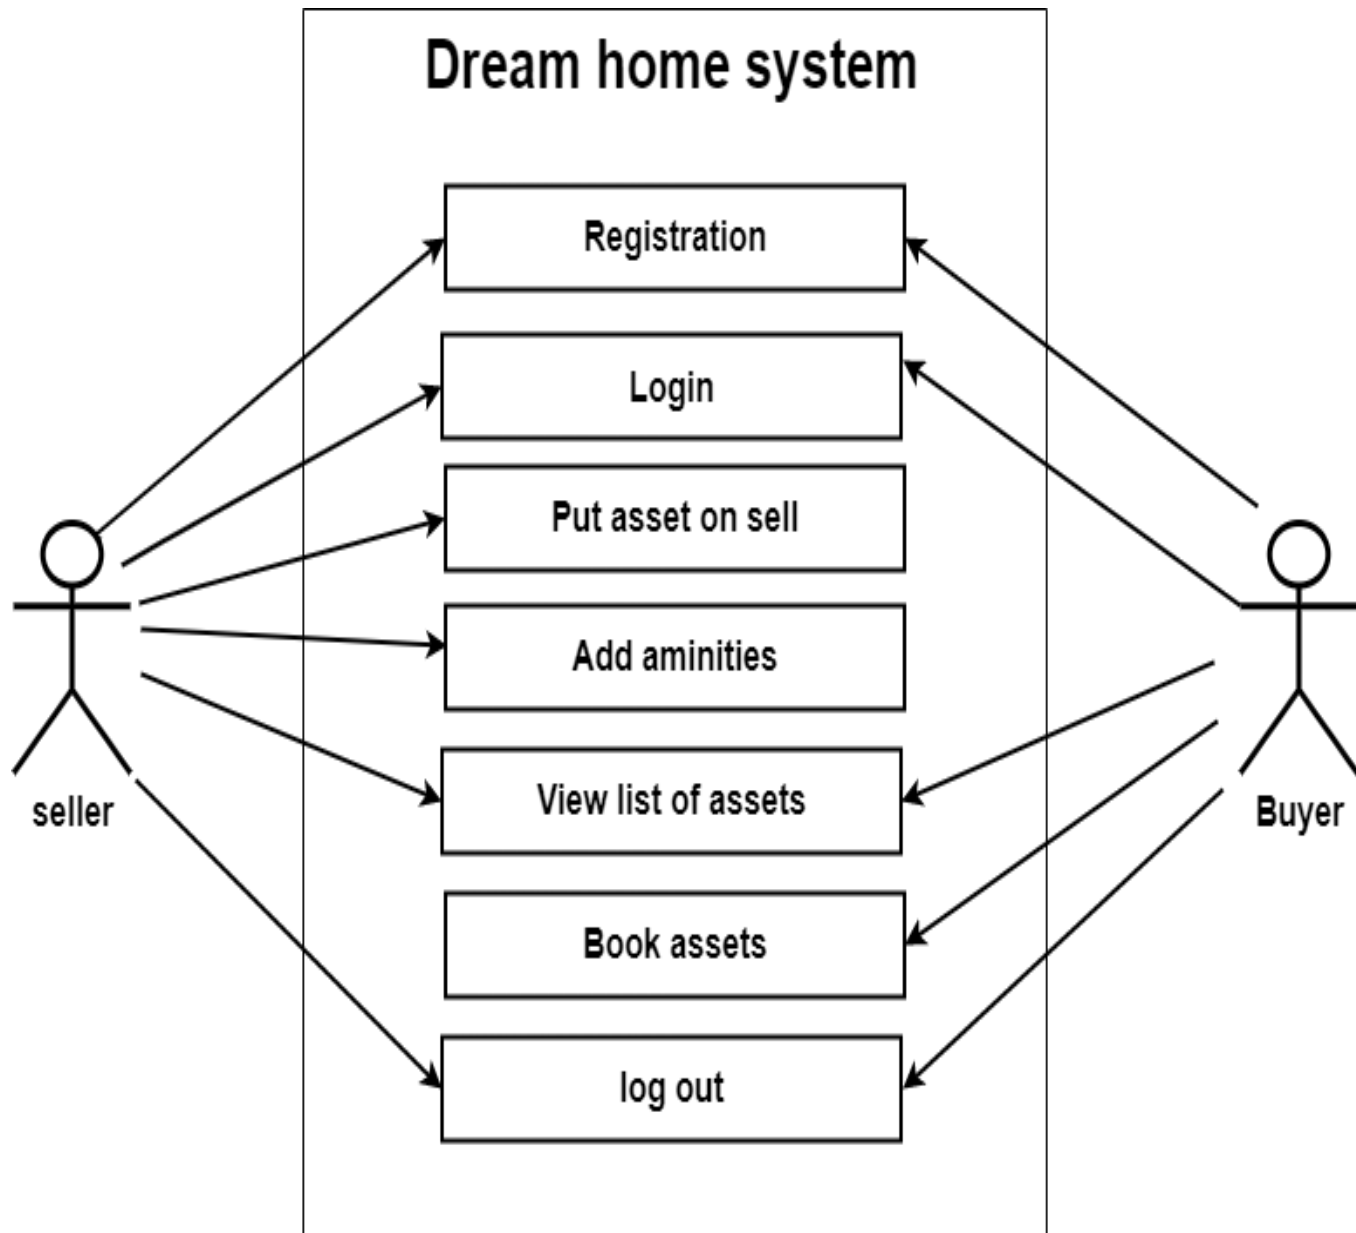 Dream home system
Registration
Login
Put asset on sell
Add aminities
View list of assets
seller
Buyer
Book assets
log out